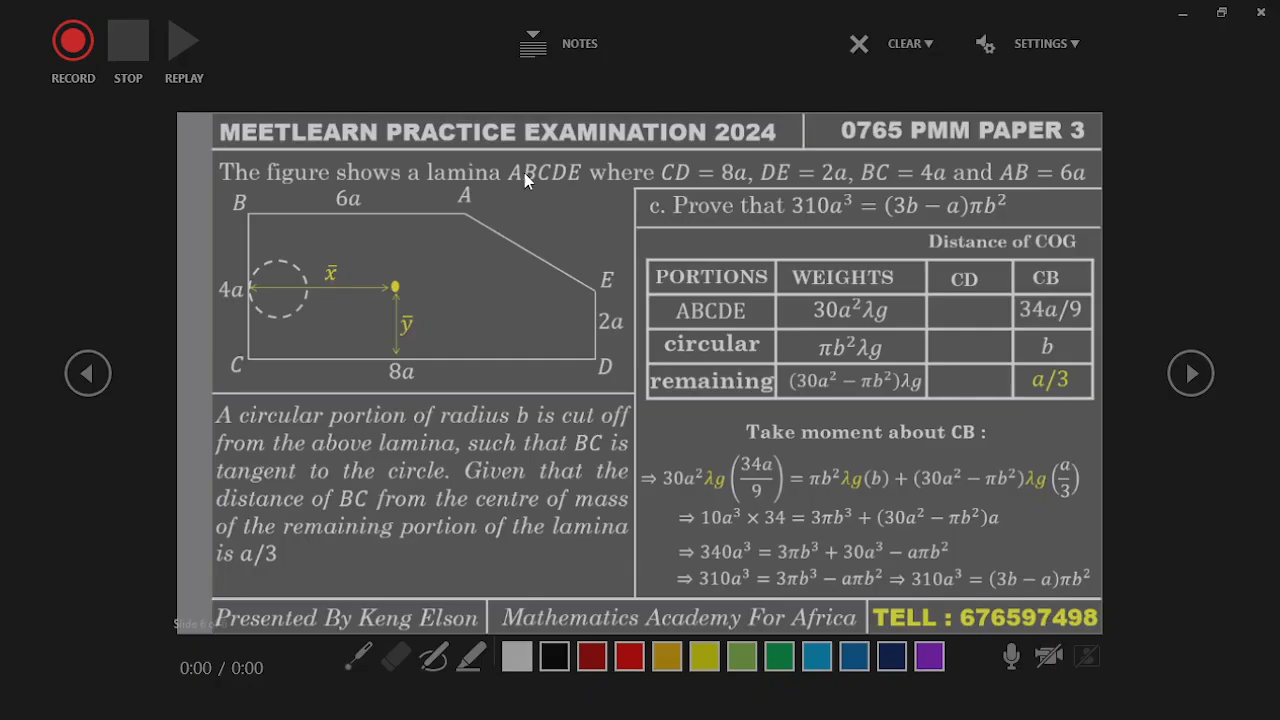 RECORD
STOP
REPLAY
NOTES
CLEAR
SETTINGS
MEETLEARN PRACTICE EXAMINATION 2024
0765 PMM PAPER 3
The figure shows a lamina ABCDE where CD = 8a, DE = 2a, BC = 4a and AB = 6a
B
6a
A
x̄
4a
E
ȳ
2a
C
8a
D
A circular portion of radius b is cut off
from the above lamina, such that BC is
tangent to the circle. Given that the
distance of BC from the centre of mass
of the remaining portion of the lamina
is a/3
c. Prove that 310a³ = (3b − a)πb²
Distance of COG
PORTIONS WEIGHTS CD CB
ABCDE 30a²λg 34a/9
circular πb²λg b
remaining (30a² − πb²)λg a/3
Take moment about CB :
⇒ 30a²λg(34a/9) = πb²λg(b) + (30a² − πb²)λg(a/3)
⇒ 10a³ × 34 = 3πb³ + (30a² − πb²)a
⇒ 340a³ = 3πb³ + 30a³ − aπb²
⇒ 310a³ = 3πb³ − aπb² ⇒ 310a³ = (3b − a)πb²
Presented By Keng Elson
Mathematics Academy For Africa
TELL : 676597498
0:00 / 0:00